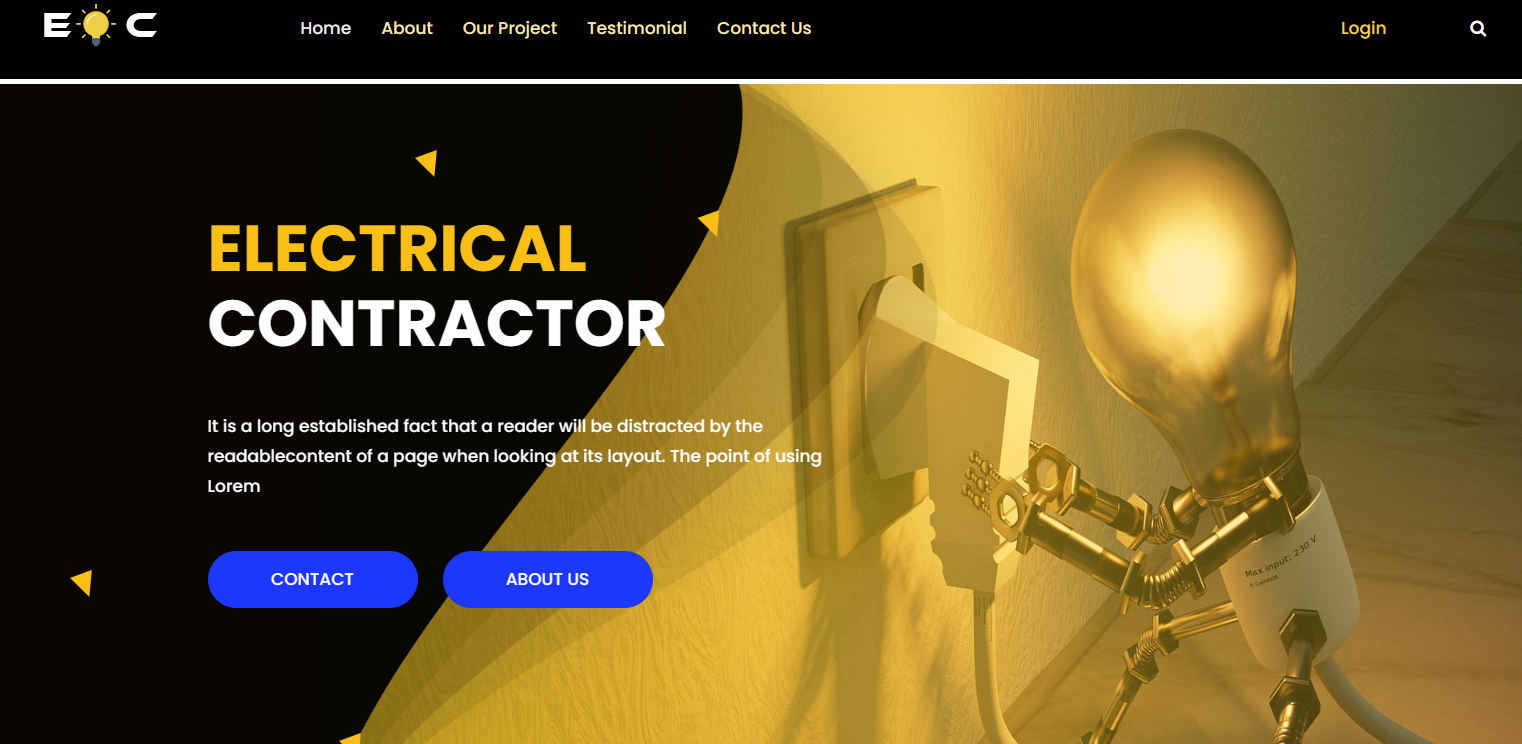 E C
Home About Our Project Testimonial Contact Us Login
ELECTRICAL
CONTRACTOR
It is a long established fact that a reader will be distracted by the
readablecontent of a page when looking at its layout. The point of using
Lorem
CONTACT ABOUT US
Max input: 230 V